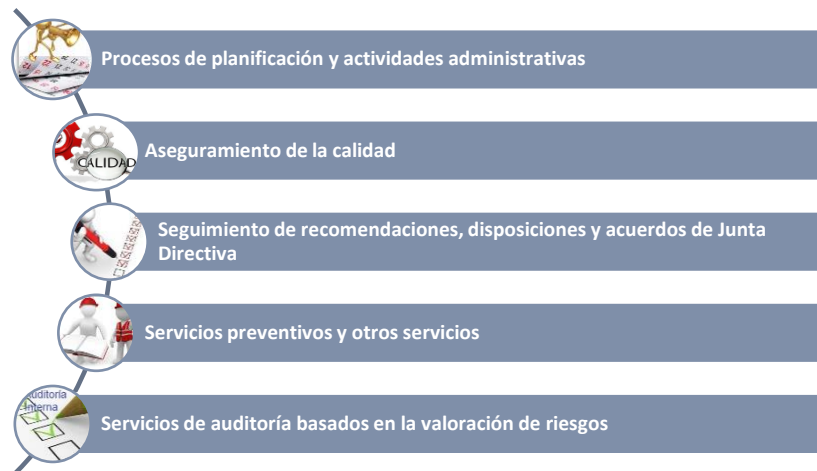 Procesos de planificación y actividades administrativas
CALIDAD
Aseguramiento de la calidad
Seguimiento de recomendaciones, disposiciones y acuerdos de Junta
Directiva
Servicios preventivos y otros servicios
Auditoría
Interna
Servicios de auditoría basados en la valoración de riesgos